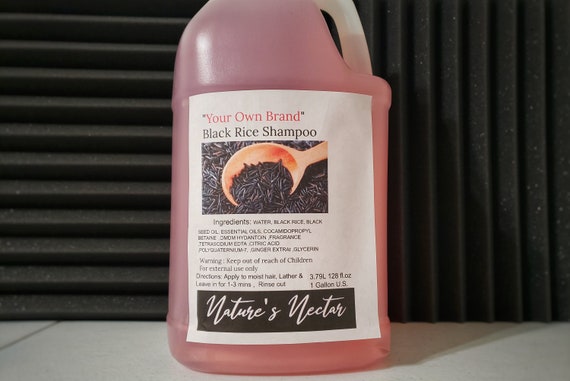 "Your Own Brand"
Black Rice Shampoo
Ingredients: WATER, BLACK RICE, BLACK
SEED OIL, ESSENTIAL OILS, COCAMIDOPROPYL
BETAINE ,DMDM HYDANTOIN ,FRAGRANCE
,TETRASODIUM EDTA ,CITRIC ACID
,POLYQUATERNIUM-7, GINGER EXTRAI ,GLYCERIN
Warning : Keep out of reach of Children
For external use only
Directions: Apply to moist hair, Lather &
Leave in for 1-3 mins , Rinse out
3.79L 128 fl.oz
1 Gallon U.S.
Nature's Nectar